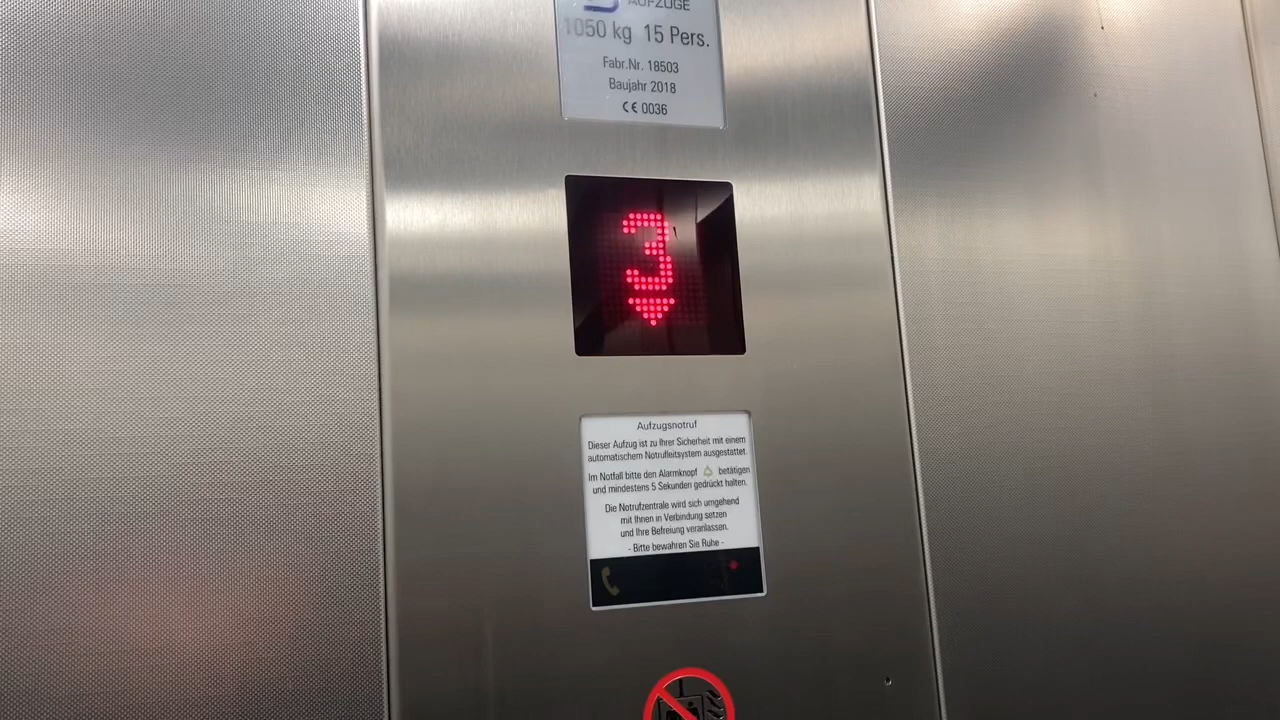 AUFZÜGE
1050 kg 15 Pers.
Fabr.Nr. 18503
Baujahr 2018
CE 0036
3
Aufzugsnotruf
Dieser Aufzug ist zu Ihrer Sicherheit mit einem
automatischem Notrufleitsystem ausgestattet.
Im Notfall bitte den Alarmknopf betätigen
und mindestens 5 Sekunden gedrückt halten.
Die Notrufzentrale wird sich umgehend
mit Ihnen in Verbindung setzen
und Ihre Befreiung veranlassen.
- Bitte bewahren Sie Ruhe -